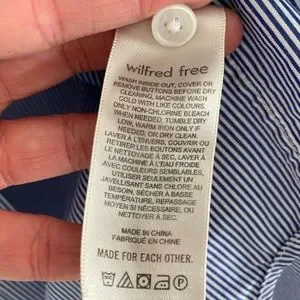 wilfred free
WASH INSIDE OUT, COVER OR
REMOVE BUTTONS BEFORE DRY
CLEANING, MACHINE WASH
COLD WITH LIKE COLOURS,
ONLY NON-CHLORINE BLEACH
WHEN NEEDED, TUMBLE DRY
LOW, WARM IRON ONLY IF
NEEDED, OR DRY CLEAN.
LAVER À L'ENVERS, COUVRIR OU
RETIRER LES BOUTONS AVANT
LE NETTOYAGE À SEC, LAVER À
LA MACHINE À L'EAU FROIDE
AVEC COULEURS SEMBLABLES,
UTILISER SEULEMENT UN
JAVELLISANT SANS CHLORE AU
BESOIN, SÉCHER À BASSE
TEMPÉRATURE, REPASSAGE
MOYEN SI NÉCESSAIRE, OU
NETTOYER À SEC.
MADE IN CHINA
FABRIQUÉ EN CHINE
MADE FOR EACH OTHER.